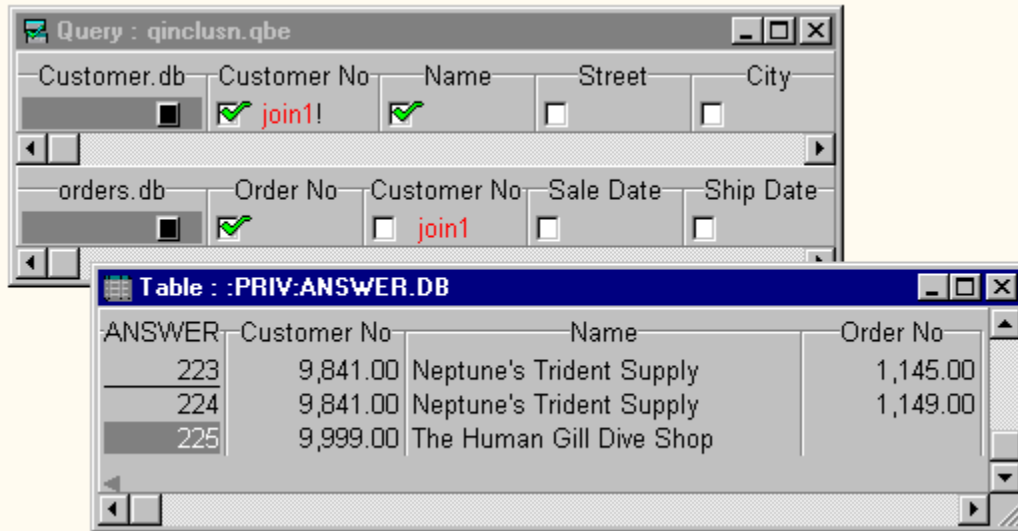 Query : qinclusn.qbe
Customer.db Customer No Name Street City
join1!
orders.db Order No Customer No Sale Date Ship Date
join1
Table : :PRIV:ANSWER.DB
ANSWER Customer No Name Order No
223 9,841.00 Neptune's Trident Supply 1,145.00
224 9,841.00 Neptune's Trident Supply 1,149.00
225 9,999.00 The Human Gill Dive Shop